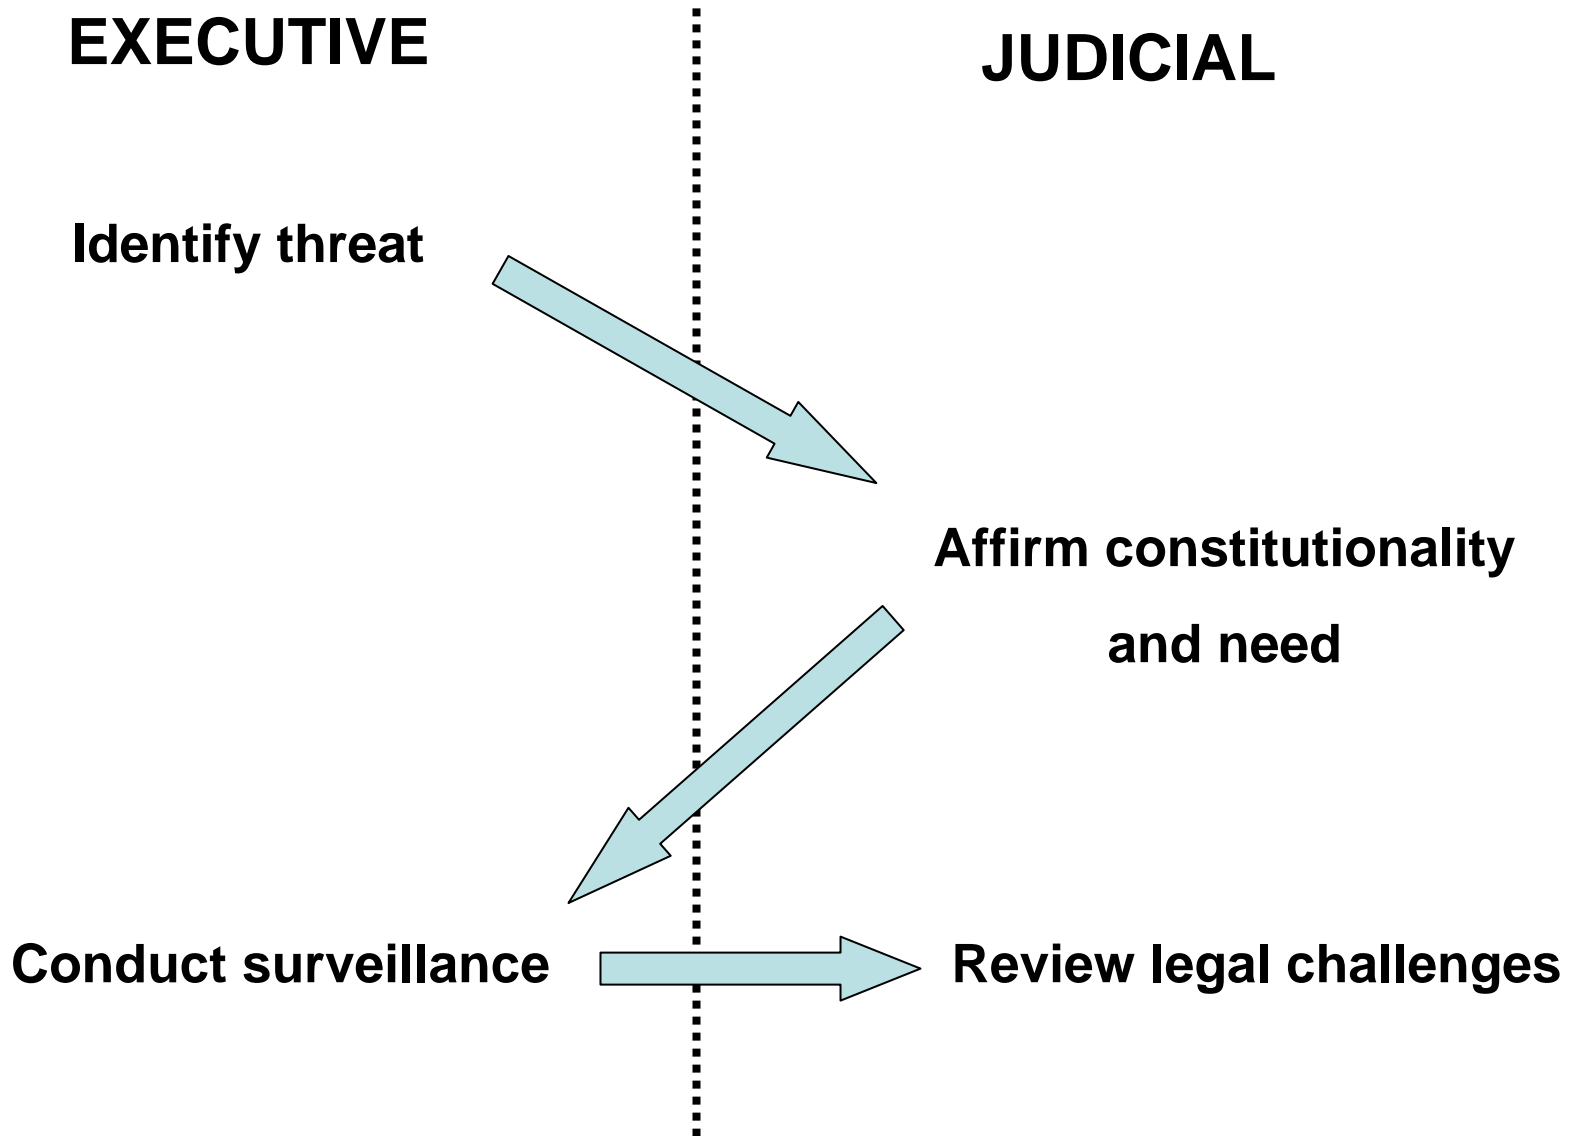 EXECUTIVE
JUDICIAL
Identify threat
Affirm constitutionality
and need
Conduct surveillance
Review legal challenges